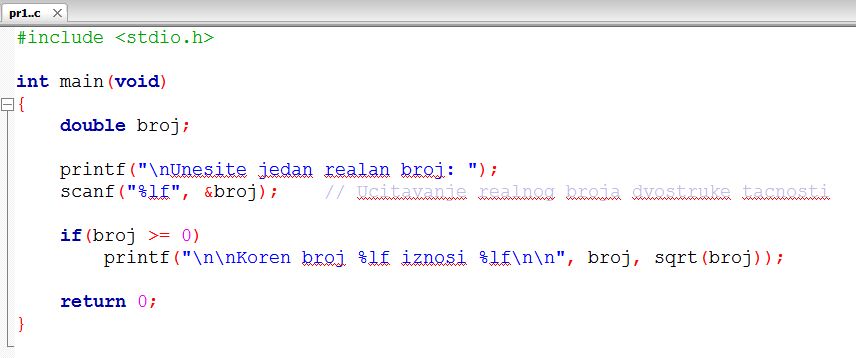 pr1..c
#include <stdio.h>
int main(void)
{
double broj;
printf("\nUnesite jedan realan broj: ");
scanf("%lf", &broj); // Ucitavanje realnog broja dvostruke tacnosti
if(broj >= 0)
printf("\n\nKoren broj %lf iznosi %lf\n\n", broj, sqrt(broj));
return 0;
}